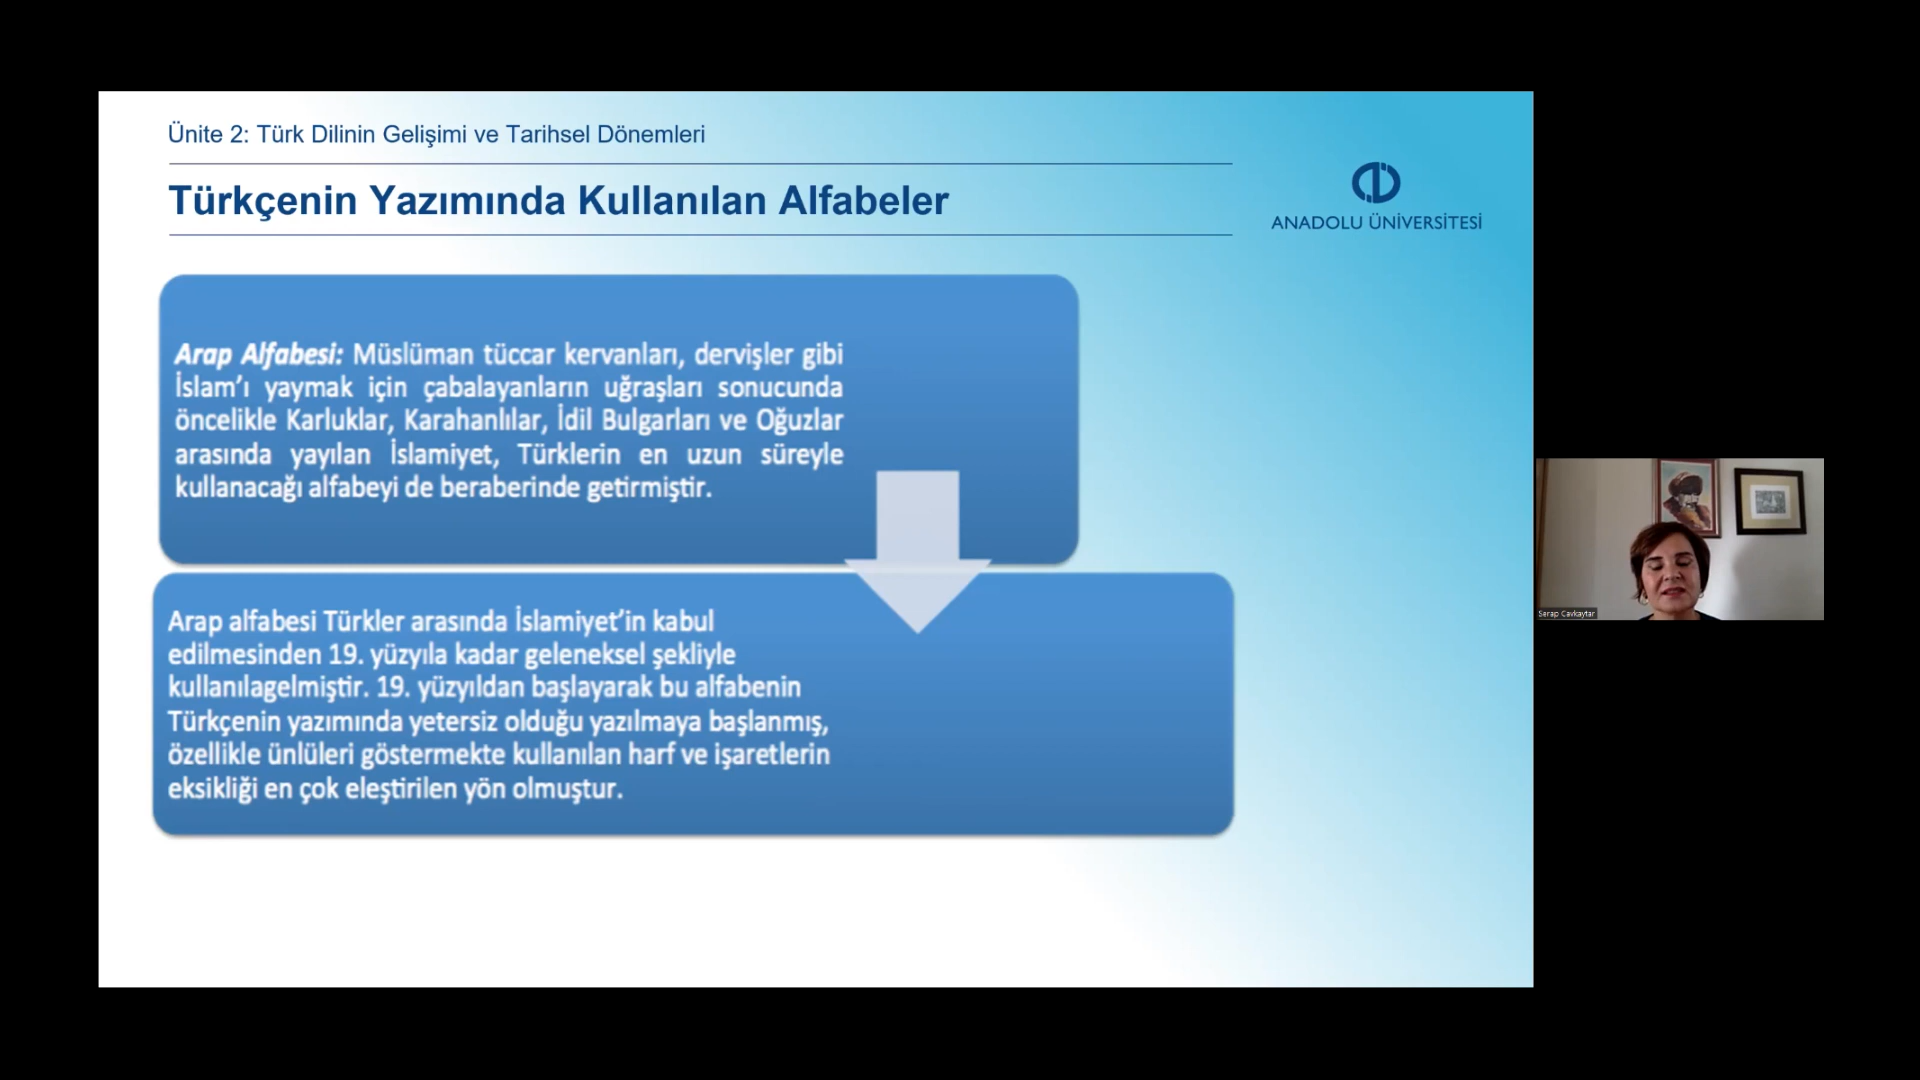 Ünite 2: Türk Dilinin Gelişimi ve Tarihsel Dönemleri
Türkçenin Yazımında Kullanılan Alfabeler
ANADOLU ÜNİVERSİTESİ
Arap Alfabesi: Müslüman tüccar kervanları, dervişler gibi
İslam’ı yaymak için çabalayanların uğraşları sonucunda
öncelikle Karluklar, Karahanlılar, İdil Bulgarları ve Oğuzlar
arasında yayılan İslamiyet, Türklerin en uzun süreyle
kullanacağı alfabeyi de beraberinde getirmiştir.
Arap alfabesi Türkler arasında İslamiyet’in kabul
edilmesinden 19. yüzyıla kadar geleneksel şekliyle
kullanılagelmiştir. 19. yüzyıldan başlayarak bu alfabenin
Türkçenin yazımında yetersiz olduğu yazılmaya başlanmış,
özellikle ünlüleri göstermekte kullanılan harf ve işaretlerin
eksikliği en çok eleştirilen yön olmuştur.
Serap Cavkaytar